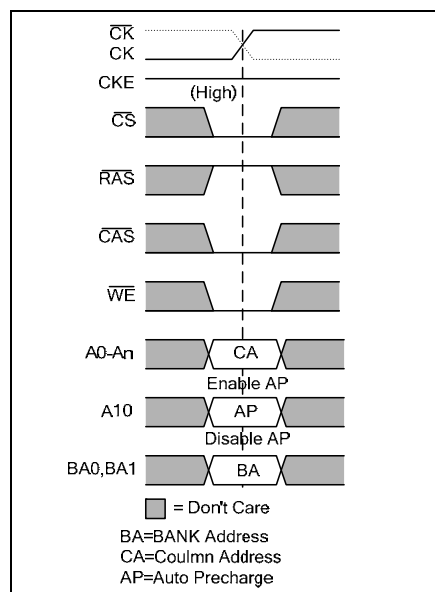 CK
CK
CKE
(High)
CS
RAS
CAS
WE
A0-An
CA
Enable AP
A10
AP
Disable AP
BA0,BA1
BA
= Don't Care
BA=BANK Address
CA=Coulmn Address
AP=Auto Precharge